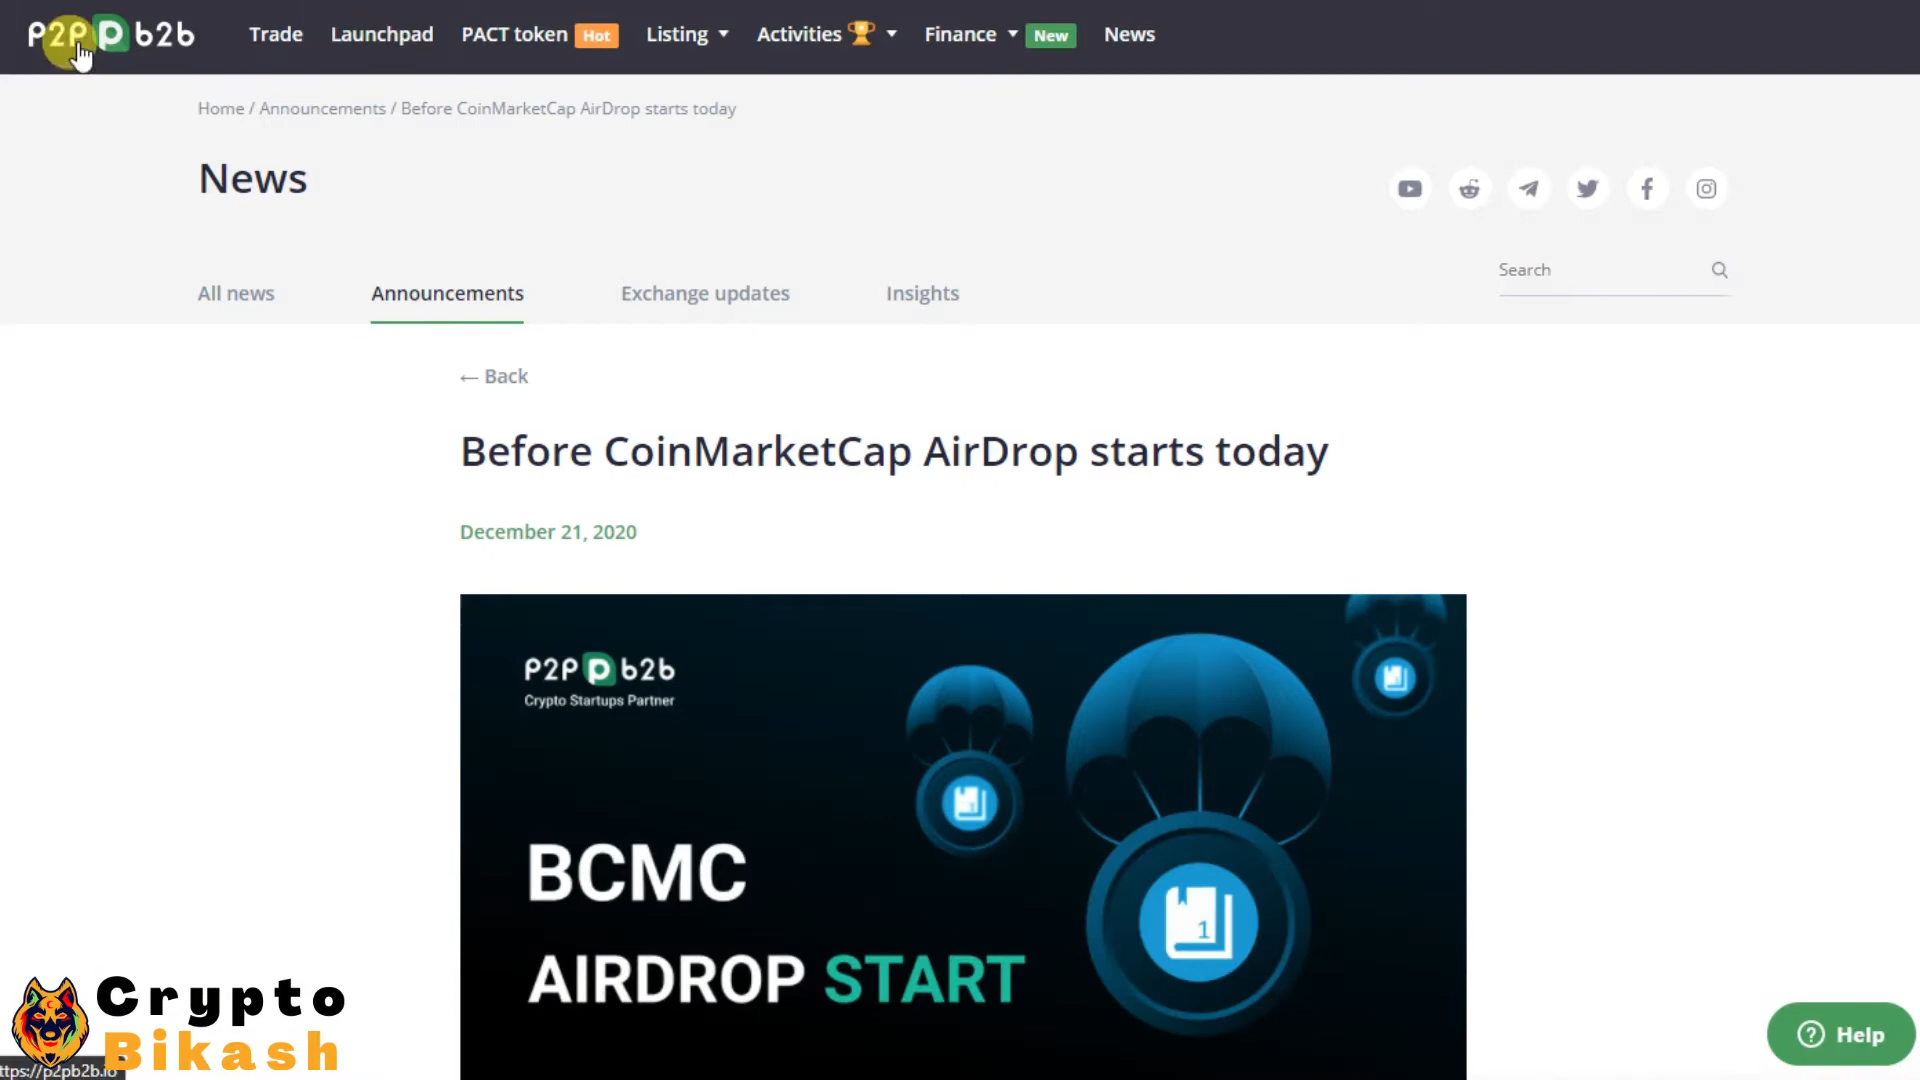 P2P b2b Trade Launchpad PACT token Hot Listing Activities Finance New News
Home / Announcements / Before CoinMarketCap AirDrop starts today
News
Search
All news Announcements Exchange updates Insights
← Back
Before CoinMarketCap AirDrop starts today
December 21, 2020
P2P P b2b
Crypto Startups Partner
BCMC
AIRDROP START
1
1
Crypto
Bikash
ttps://p2pb2b.io
Help